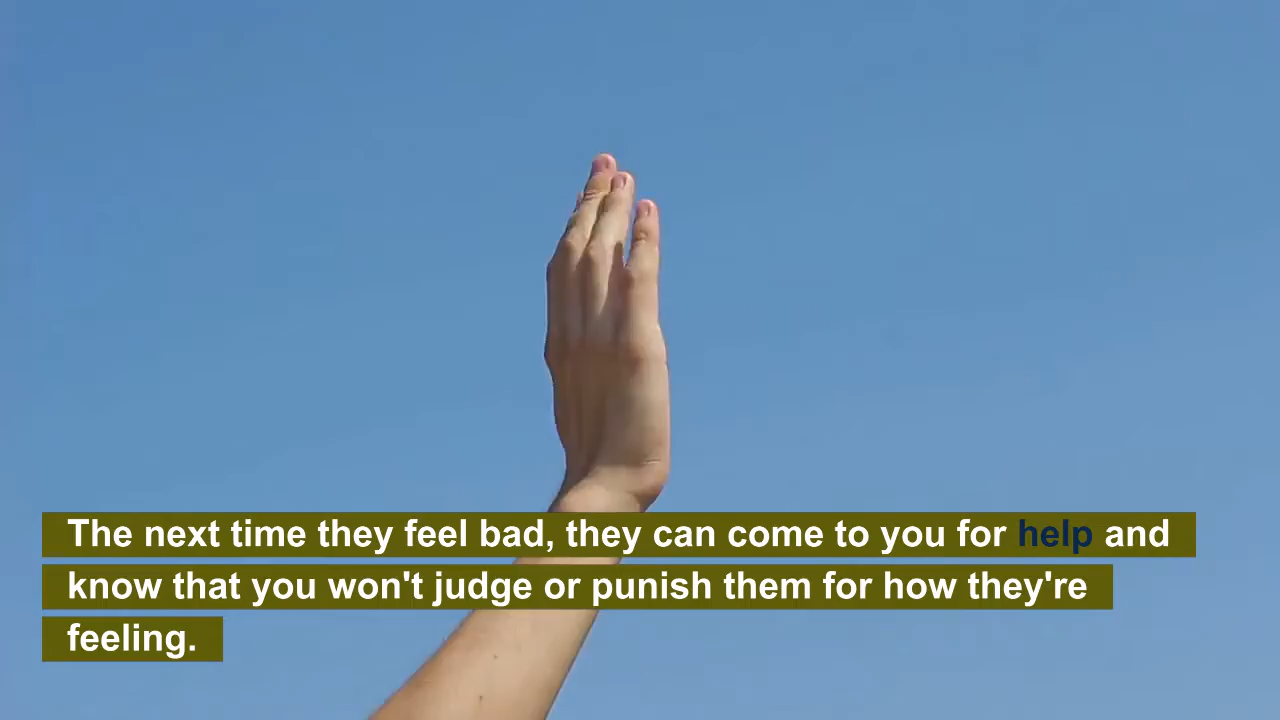 The next time they feel bad, they can come to you for help and
know that you won't judge or punish them for how they're
feeling.